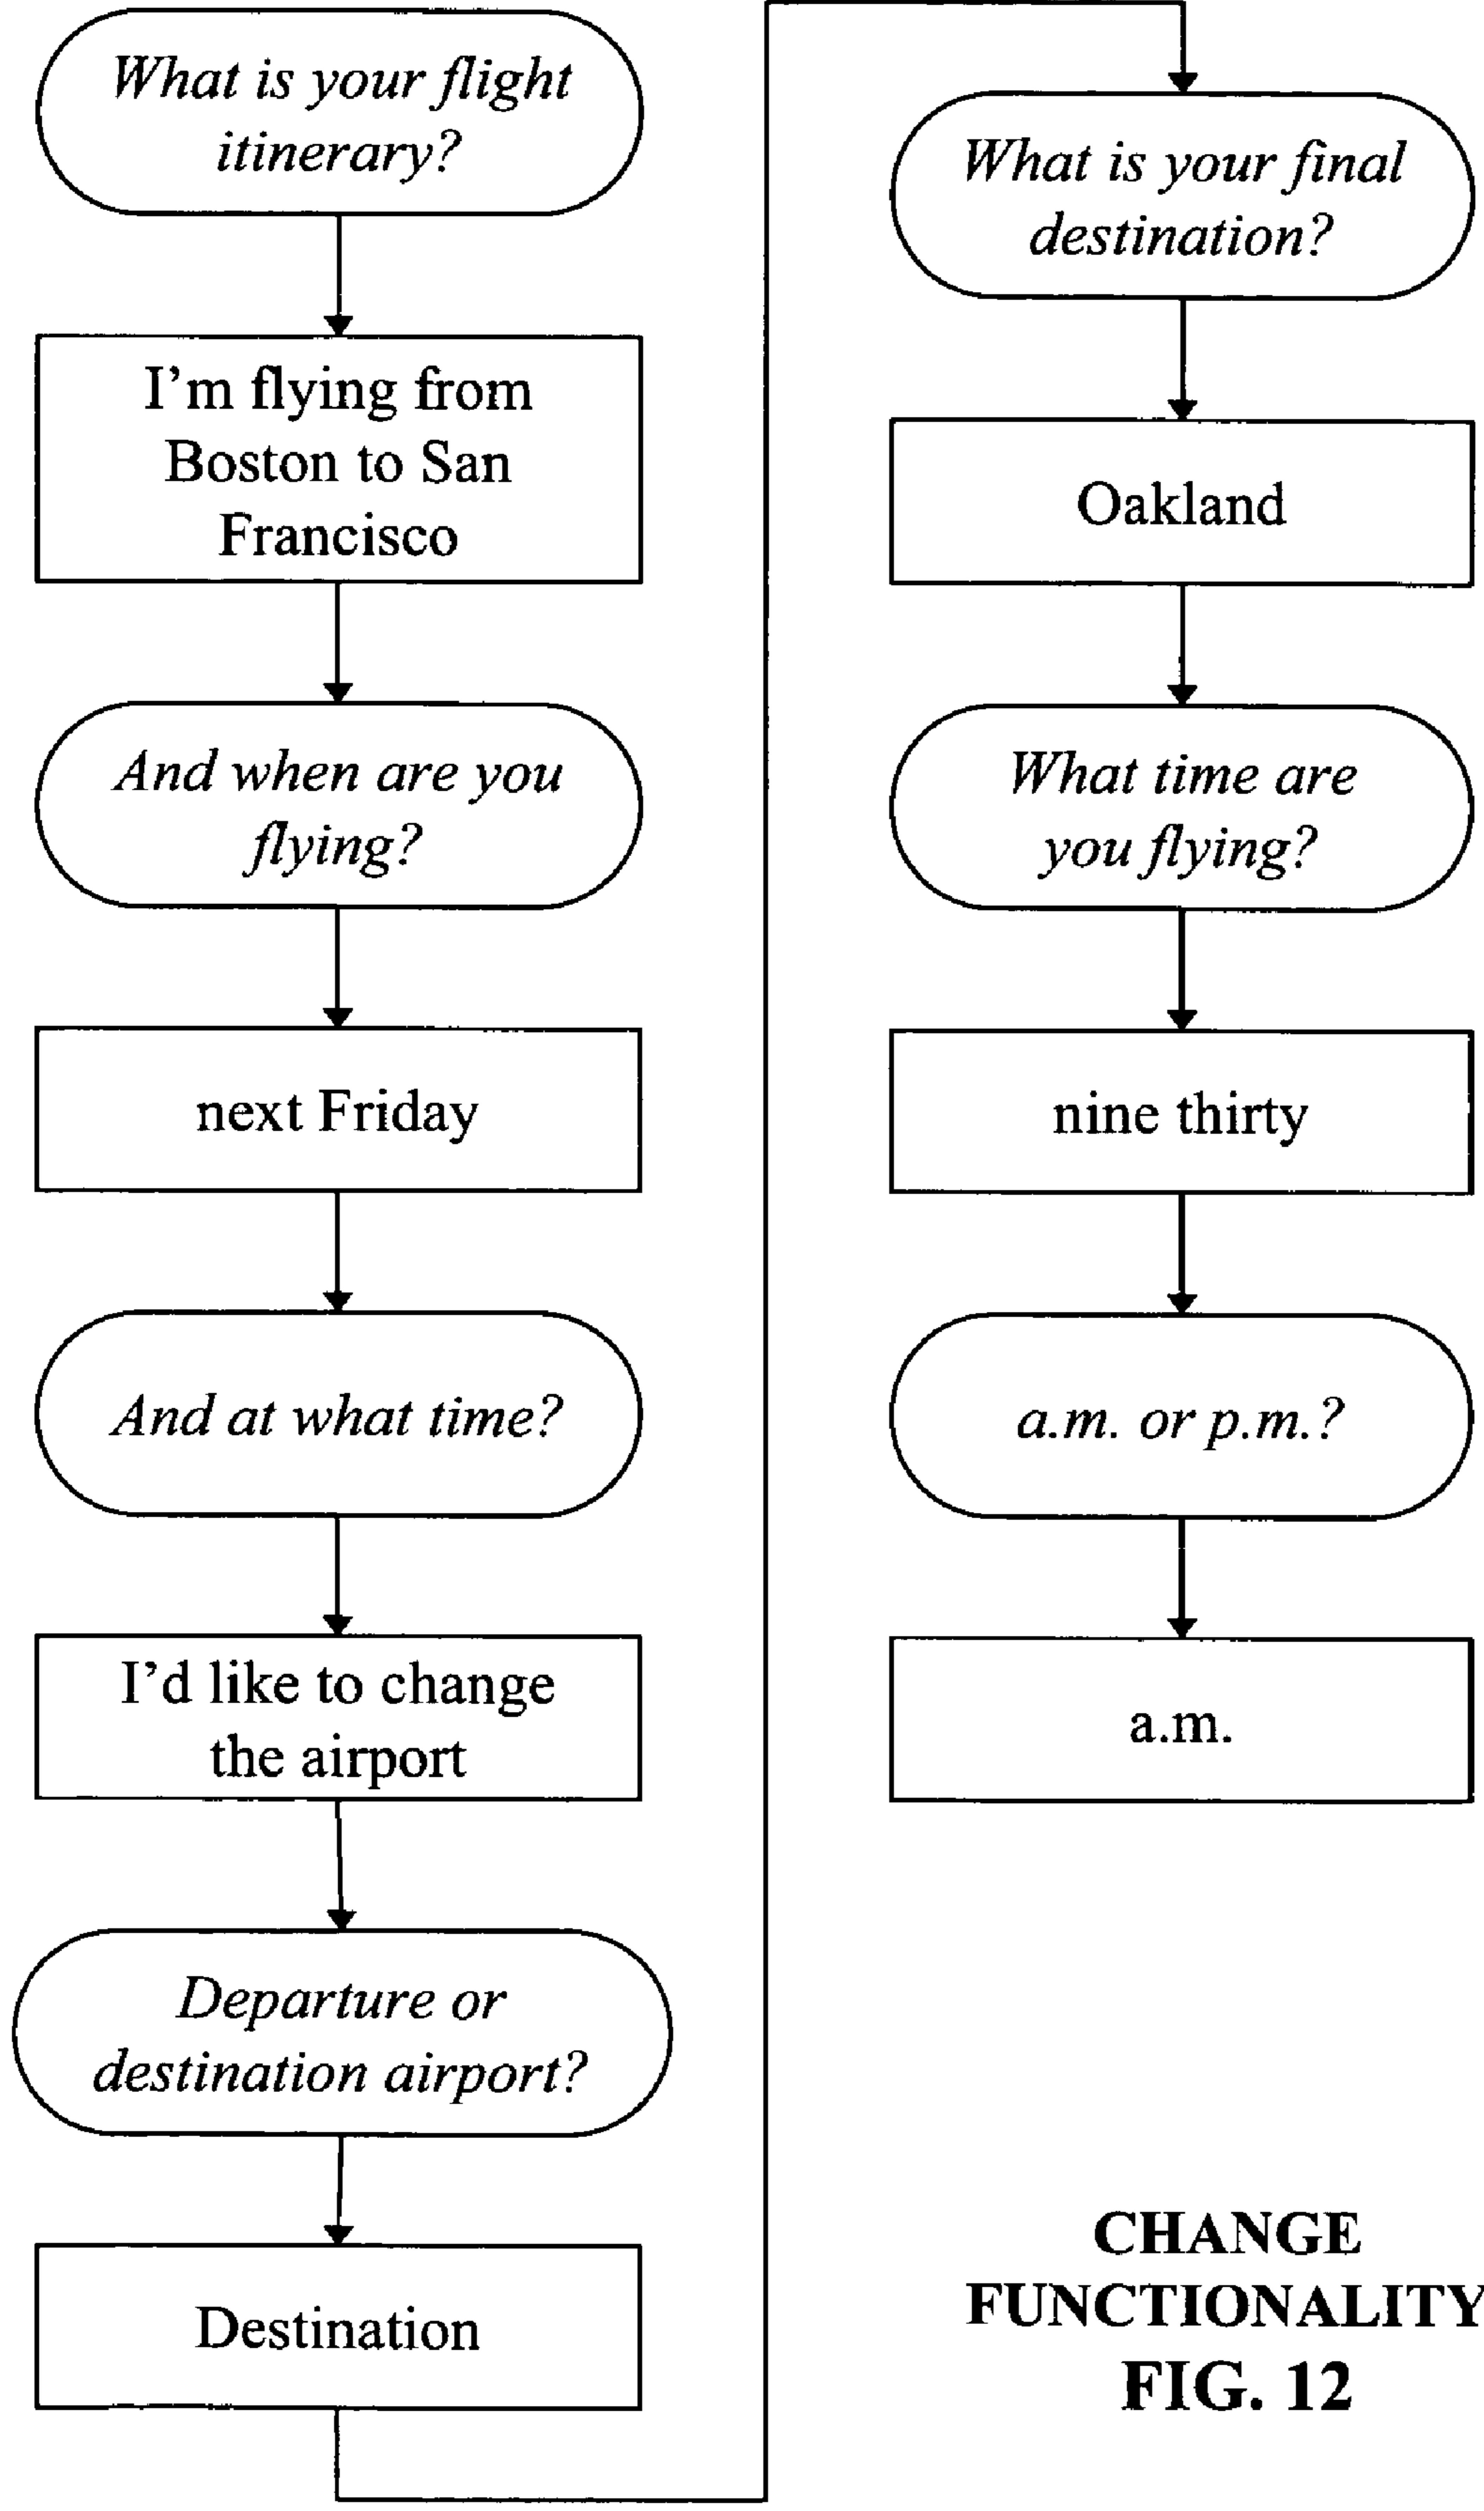 What is your flight
itinerary?
I'm flying from
Boston to San
Francisco
And when are you
flying?
next Friday
And at what time?
I'd like to change
the airport
Departure or
destination airport?
Destination
What is your final
destination?
Oakland
What time are
you flying?
nine thirty
a.m. or p.m.?
a.m.
CHANGE
FUNCTIONALITY
FIG. 12